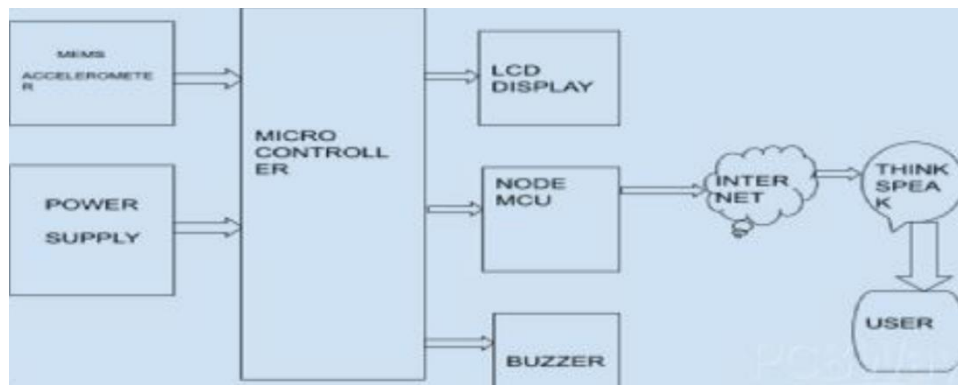 MEMS
ACCELEROMETE
R
POWER
SUPPLY
MICRO
CONTROLL
ER
LCD
DISPLAY
NODE
MCU
BUZZER
INTER
NET
THINK
SPEA
K
USER